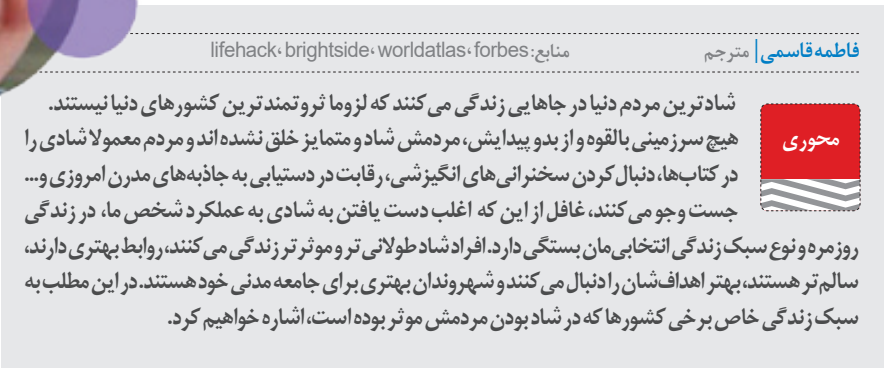 فاطمه قاسمی | مترجم
منابع: lifehack، brightside، worldatlas، forbes
محوری
شادترین مردم دنیا در جاهایی زندگی می‌کنند که لزوما ثروتمندترین کشورهای دنیا نیستند.
هیچ سرزمینی بالقوه و از بدو پیدایش، مردمش شاد و متمایز خلق نشده‌اند و مردم معمولا شادی را
در کتاب‌ها، دنبال کردن سخنرانی‌های انگیزشی، رقابت در دستیابی به جاذبه‌های مدرن امروزی و...
جست وجو می‌کنند، غافل از این که اغلب دست یافتن به شادی به عملکرد شخص ما، در زندگی
روزمره و نوع سبک زندگی انتخابی‌مان بستگی دارد. افراد شاد طولانی‌تر و موثرتر زندگی می‌کنند، روابط بهتری دارند،
سالم‌تر هستند، بهتر اهداف‌شان را دنبال می‌کنند و شهروندان بهتری برای جامعه مدنی خود هستند. در این مطلب به
سبک زندگی خاص برخی کشورها که در شاد بودن مردمش موثر بوده است، اشاره خواهیم کرد.